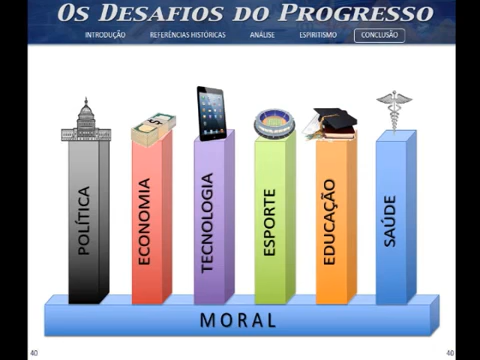 OS DESAFIOS DO PROGRESSO
INTRODUÇÃO REFERÊNCIAS HISTÓRICAS ANÁLISE ESPIRITISMO CONCLUSÃO
POLÍTICA
ECONOMIA
TECNOLOGIA
ESPORTE
EDUCAÇÃO
SAÚDE
MORAL
40 40